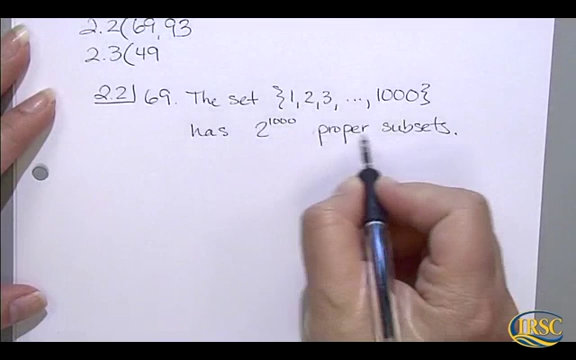 2.2(69,93
2.3(49
2.2| 69. The set {1,2,3, ..., 1000}
has 2^1000 proper subsets.
IRSC